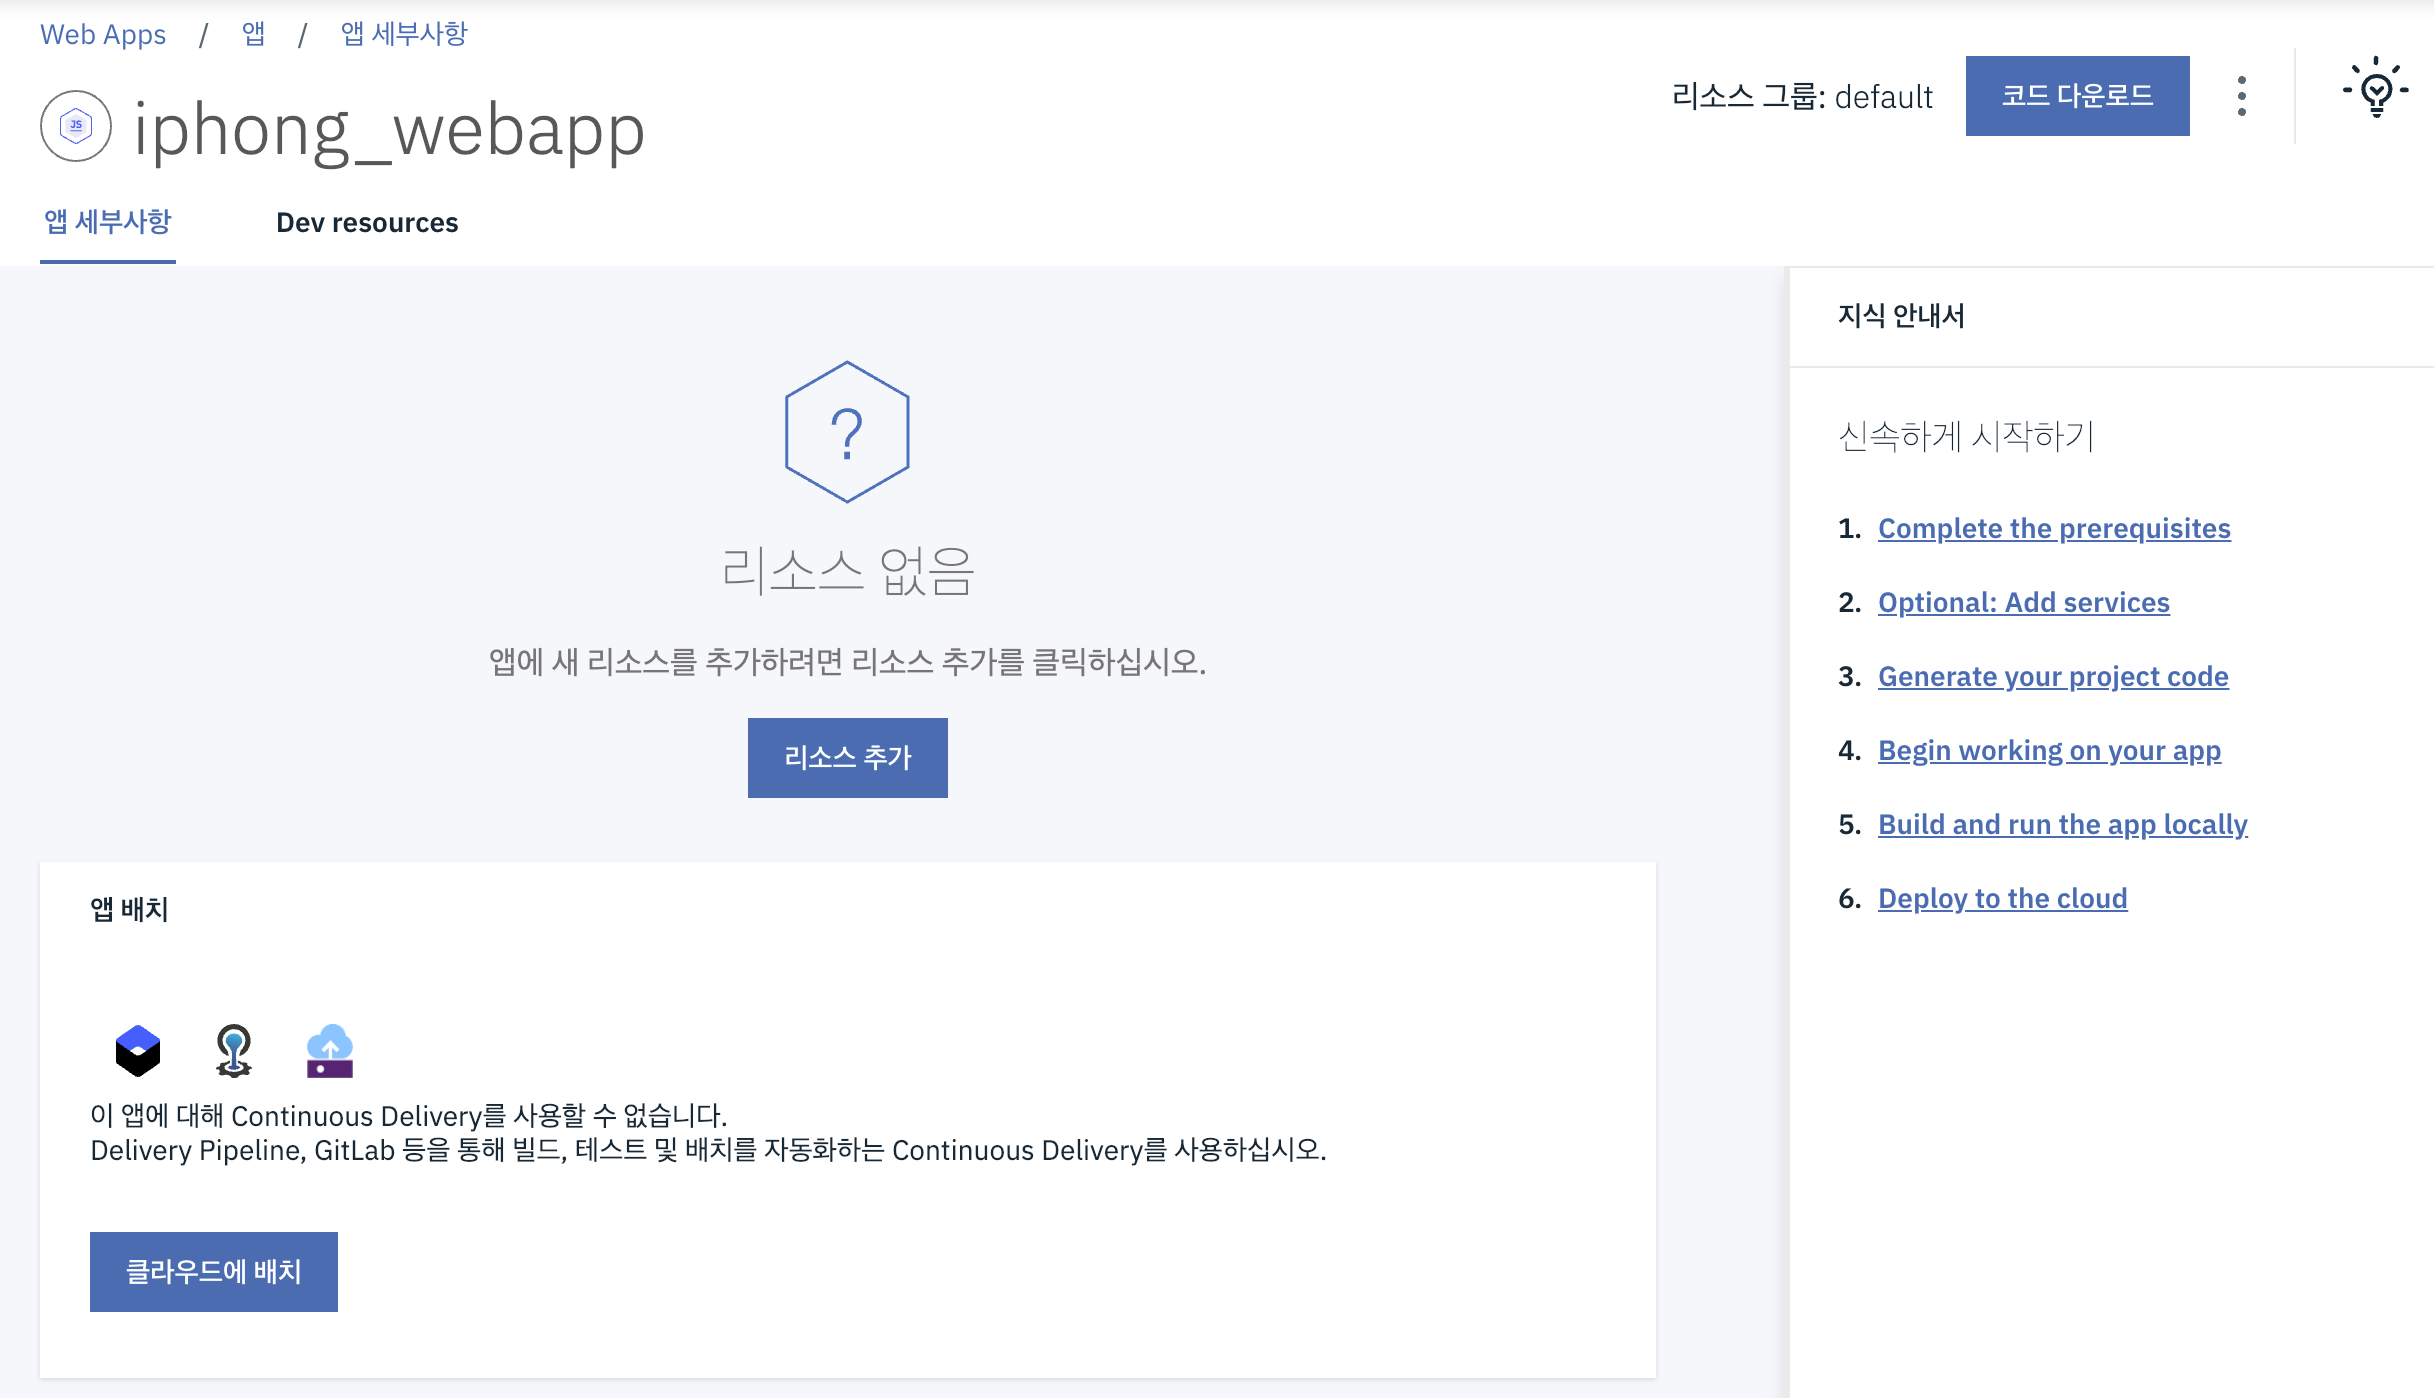 Web Apps / 앱 / 앱 세부사항
JS
iphong_webapp
리소스 그룹: default
코드 다운로드
앱 세부사항
Dev resources
?
리소스 없음
앱에 새 리소스를 추가하려면 리소스 추가를 클릭하십시오.
리소스 추가
앱 배치
이 앱에 대해 Continuous Delivery를 사용할 수 없습니다.
Delivery Pipeline, GitLab 등을 통해 빌드, 테스트 및 배치를 자동화하는 Continuous Delivery를 사용하십시오.
클라우드에 배치
지식 안내서
신속하게 시작하기
1. Complete the prerequisites
2. Optional: Add services
3. Generate your project code
4. Begin working on your app
5. Build and run the app locally
6. Deploy to the cloud